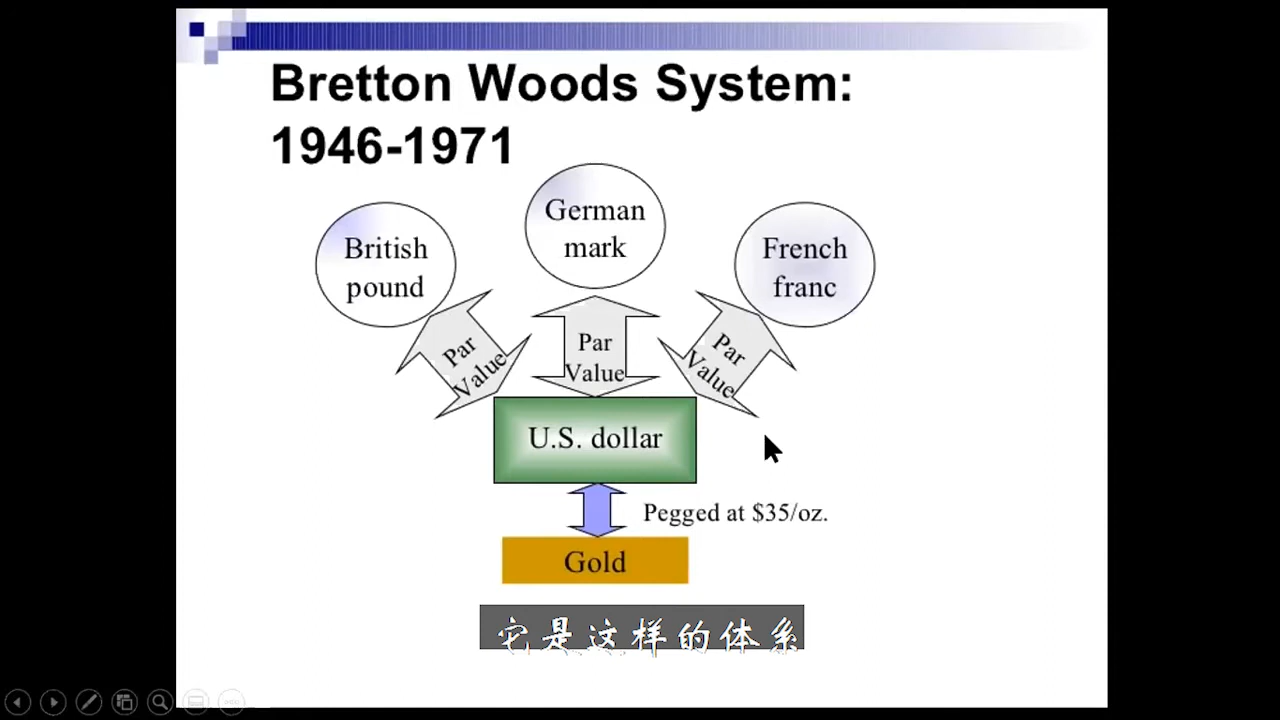 Bretton Woods System:
1946-1971
British
pound
German
mark
French
franc
Par
Value
Par
Value
Par
Value
U.S. dollar
Pegged at $35/oz.
Gold
它是这样的体系